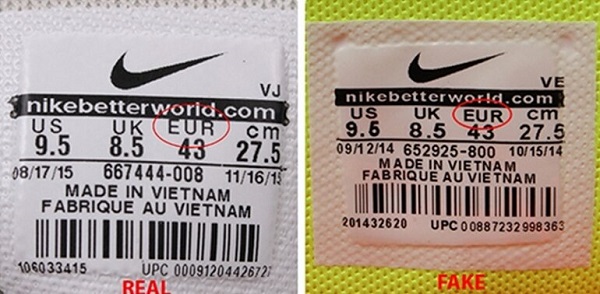 VJ
nikebetterworld.com
US UK EUR cm
9.5 8.5 43 27.5
08/17/15 667444-008 11/16/15
MADE IN VIETNAM
FABRIQUE AU VIETNAM
106033415 UPC 00091204426727
REAL
VE
nikebetterworld.com
US UK EUR cm
9.5 8.5 43 27.5
09/12/14 652925-800 10/15/14
MADE IN VIETNAM
FABRIQUE AU VIETNAM
201432620 UPC 00887232998363
FAKE